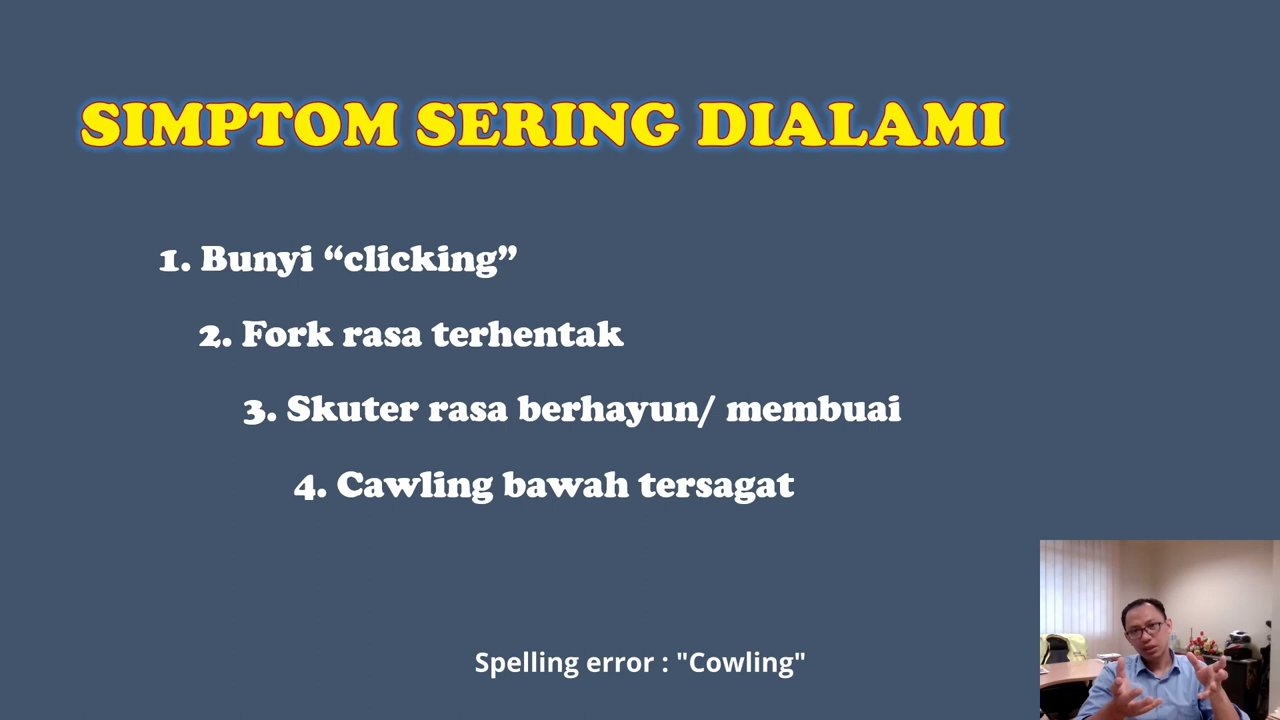 SIMPTOM SERING DIALAMI
1. Bunyi “clicking”
2. Fork rasa terhentak
3. Skuter rasa berhayun/ membuai
4. Cawling bawah tersagat
Spelling error : "Cowling"